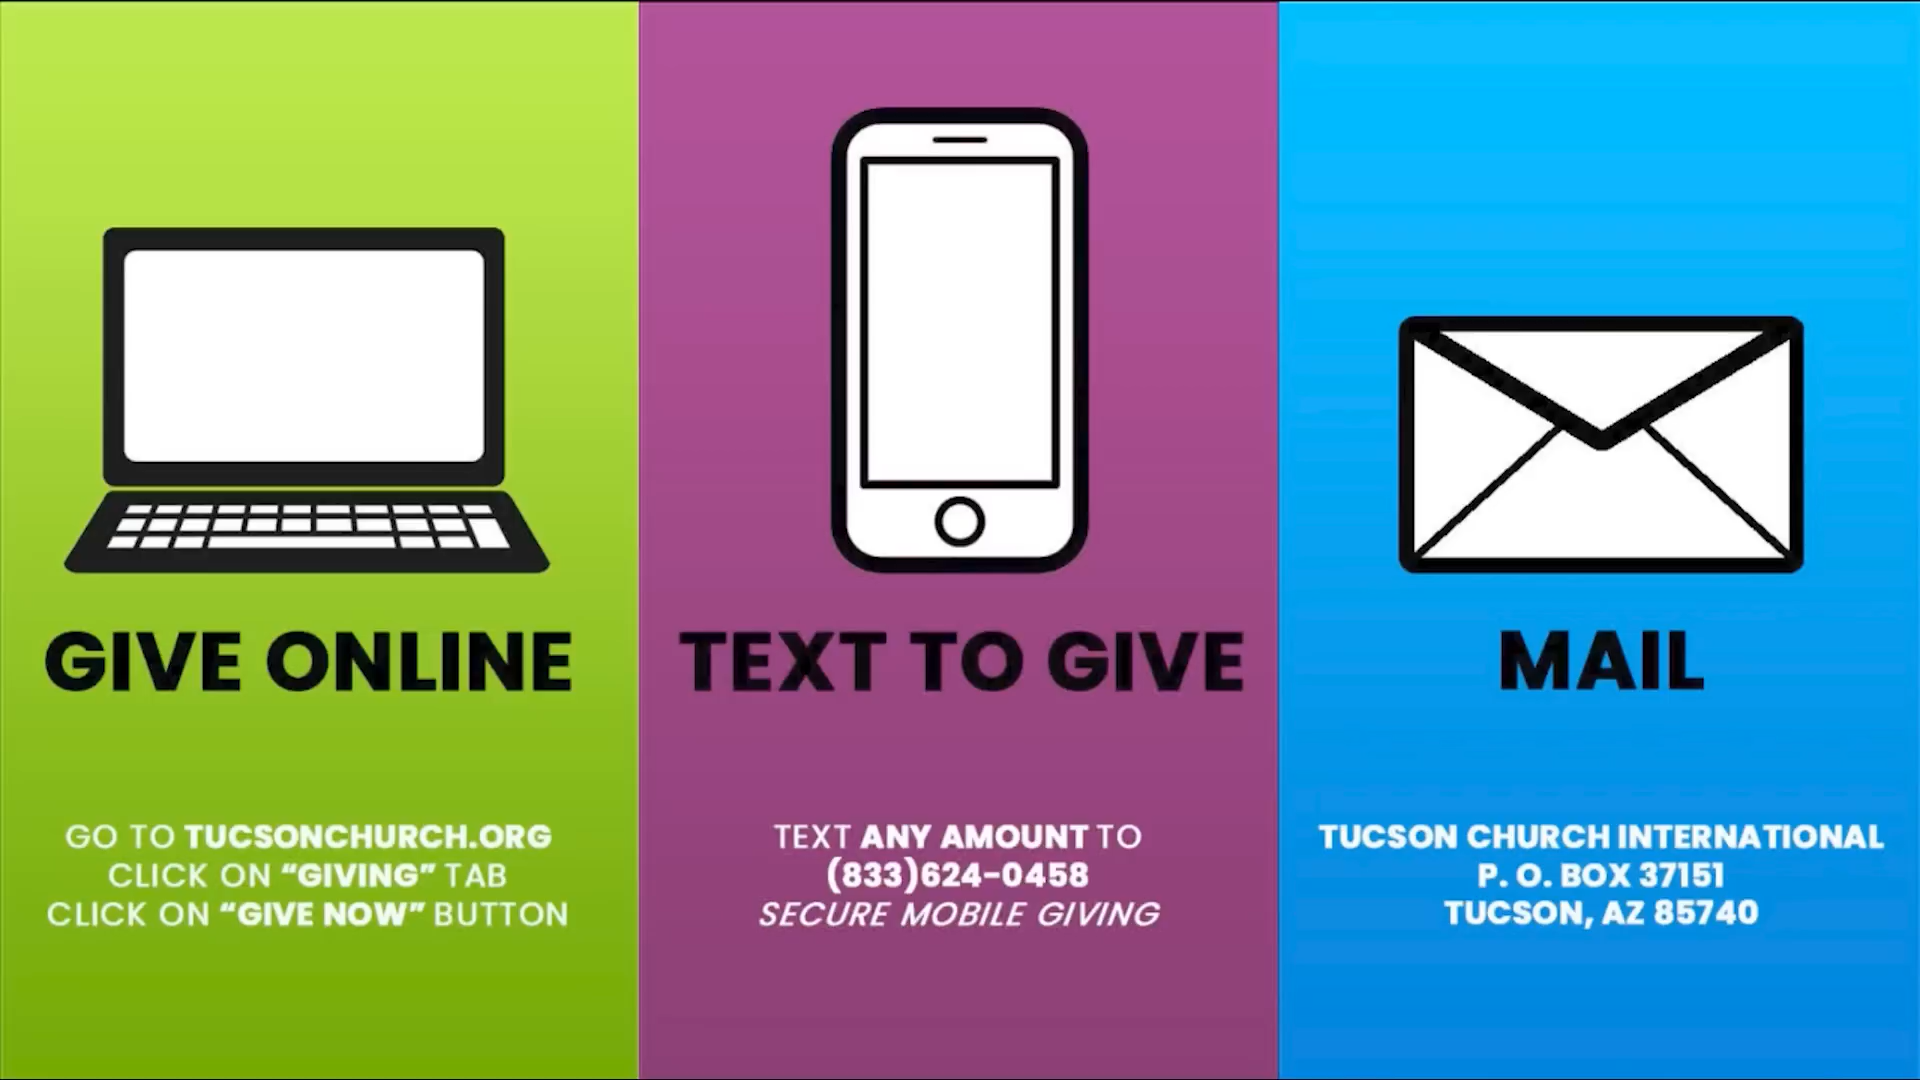 GIVE ONLINE
GO TO TUCSONCHURCH.ORG
CLICK ON “GIVING” TAB
CLICK ON “GIVE NOW” BUTTON
TEXT TO GIVE
TEXT ANY AMOUNT TO
(833)624-0458
SECURE MOBILE GIVING
MAIL
TUCSON CHURCH INTERNATIONAL
P. O. BOX 37151
TUCSON, AZ 85740